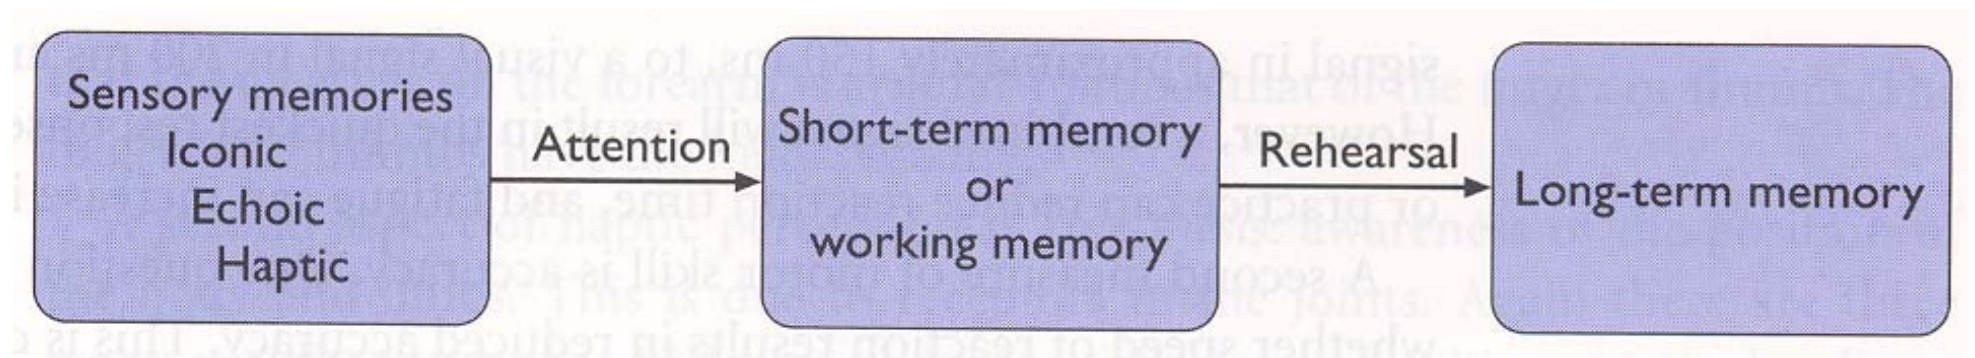 Sensory memories
Iconic
Echoic
Haptic
Attention
Short-term memory
or
working memory
Rehearsal
Long-term memory